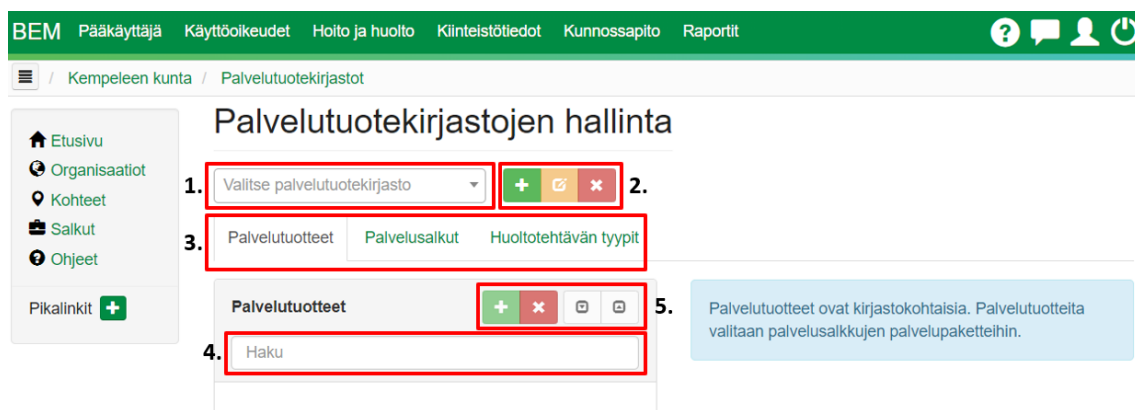 BEM Pääkäyttäjä Käyttöoikeudet Hoito ja huolto Kiinteistötiedot Kunnossapito Raportit
/ Kempeleen kunta / Palvelutuotekirjastot
Palvelutuotekirjastojen hallinta
Etusivu
Organisaatiot
Kohteet
Salkut
Ohjeet
Pikalinkit
1. Valitse palvelutuotekirjasto 2.
3. Palvelutuotteet Palvelusalkut Huoltotehtävän tyypit
Palvelutuotteet 5.
4. Haku
Palvelutuotteet ovat kirjastokohtaisia. Palvelutuotteita
valitaan palvelusalkkujen palvelupaketteihin.